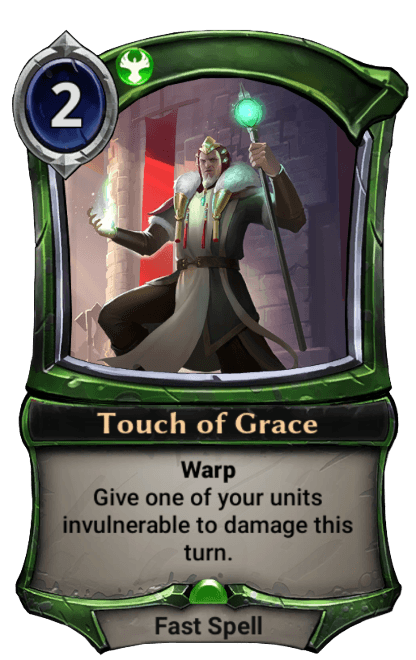 2
Touch of Grace
Warp
Give one of your units
invulnerable to damage this
turn.
Fast Spell